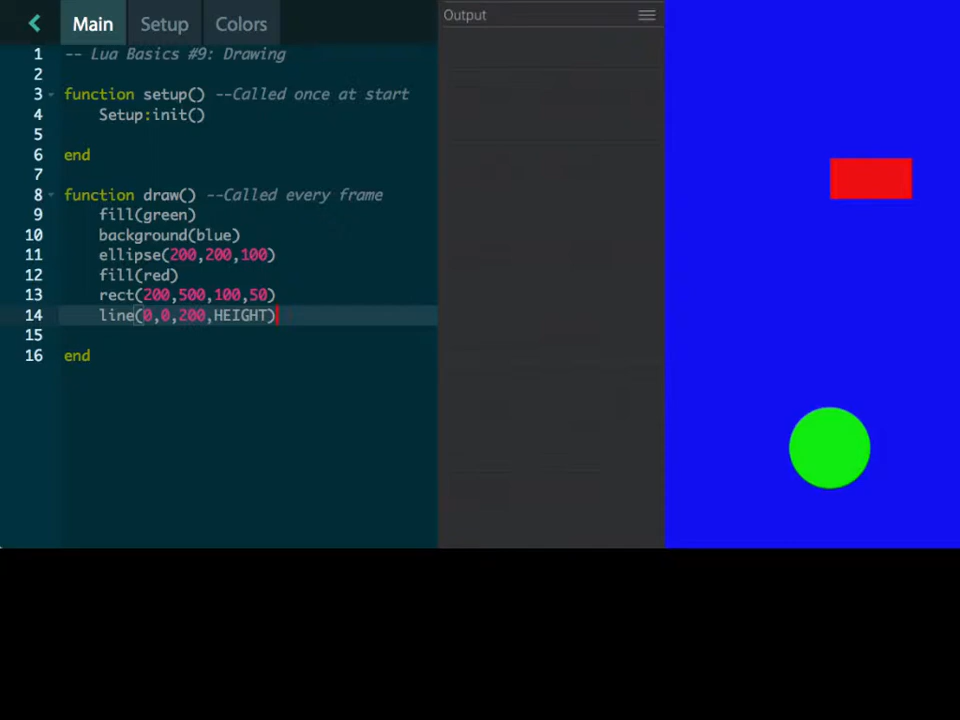 Main Setup Colors
Output
1 -- Lua Basics #9: Drawing
2
3 function setup() --Called once at start
4 Setup:init()
5
6 end
7
8 function draw() --Called every frame
9 fill(green)
10 background(blue)
11 ellipse(200,200,100)
12 fill(red)
13 rect(200,500,100,50)
14 line(0,0,200,HEIGHT)
15
16 end